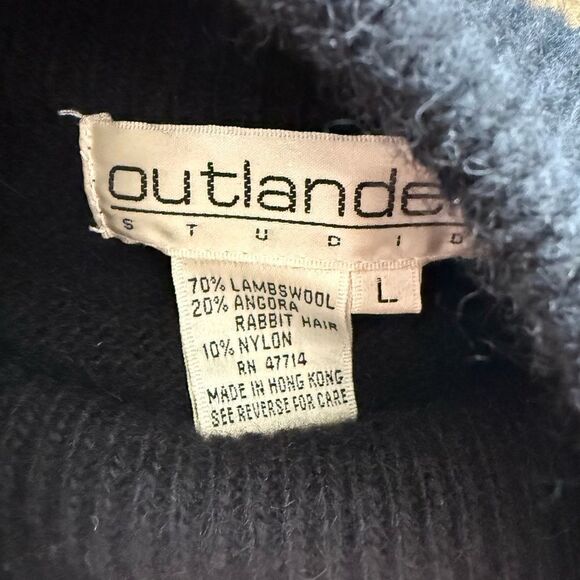 outlande
STUDIO
L
70% LAMBSWOOL
20% ANGORA
RABBIT HAIR
10% NYLON
RN 47714
MADE IN HONG KONG
SEE REVERSE FOR CARE